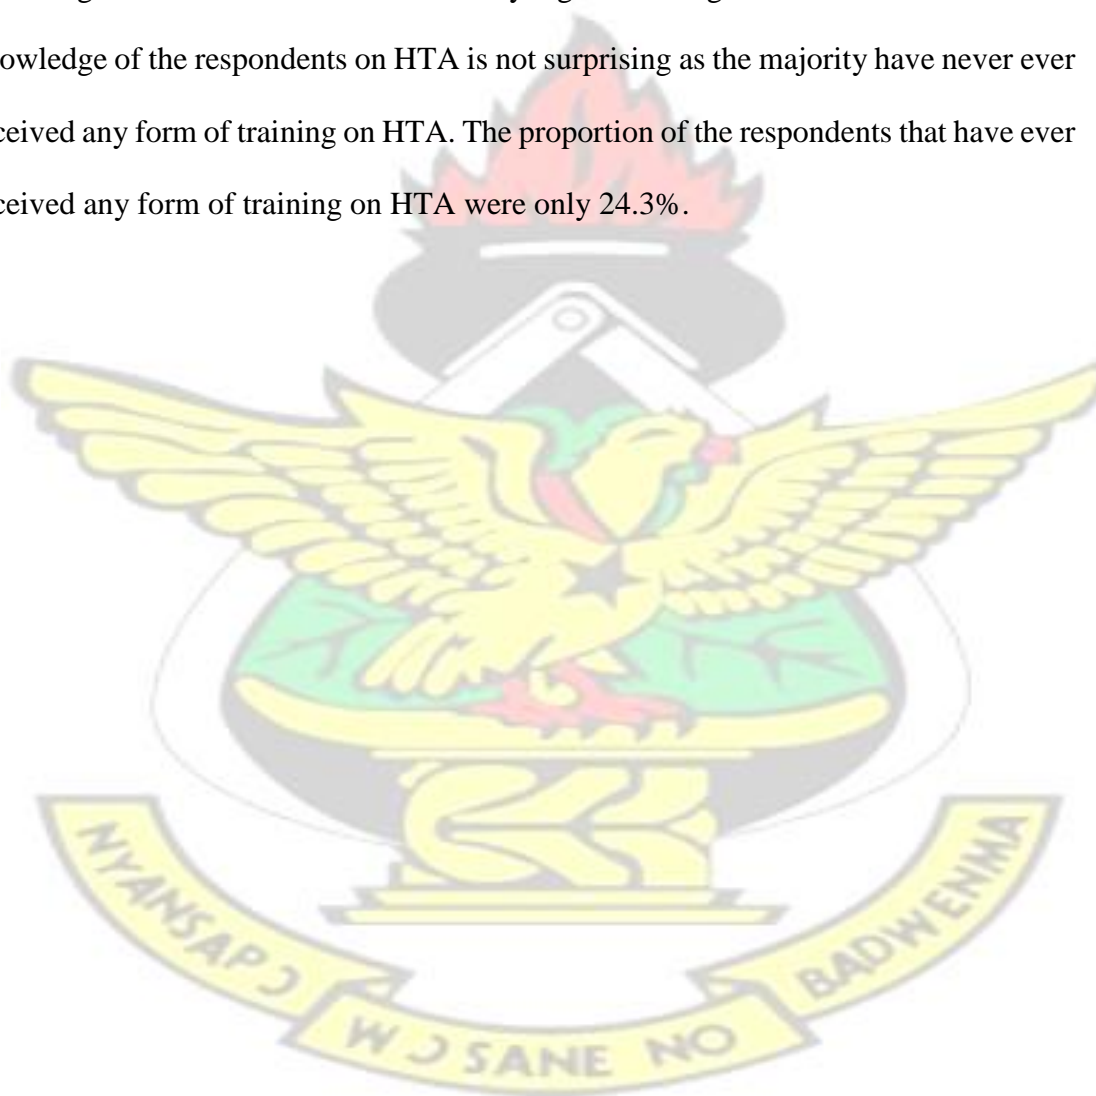 owledge of the respondents on HTA is not surprising as the majority have never ever
ceived any form of training on HTA. The proportion of the respondents that have ever
ceived any form of training on HTA were only 24.3%.
NYANSAPƆ
WƆ SANE NO
BADWENMA